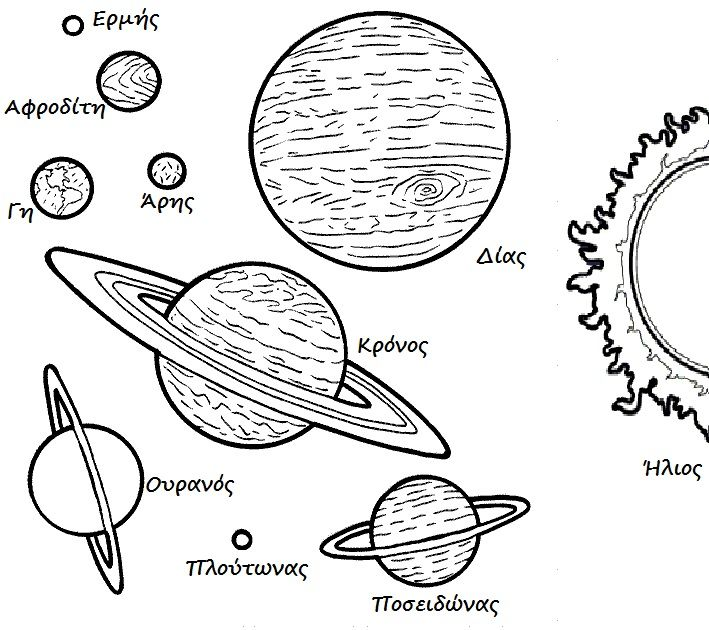 Ερμής
Αφροδίτη
Γη
Άρης
Δίας
Κρόνος
Ήλιος
Ουρανός
Πλούτωνας
Ποσειδώνας